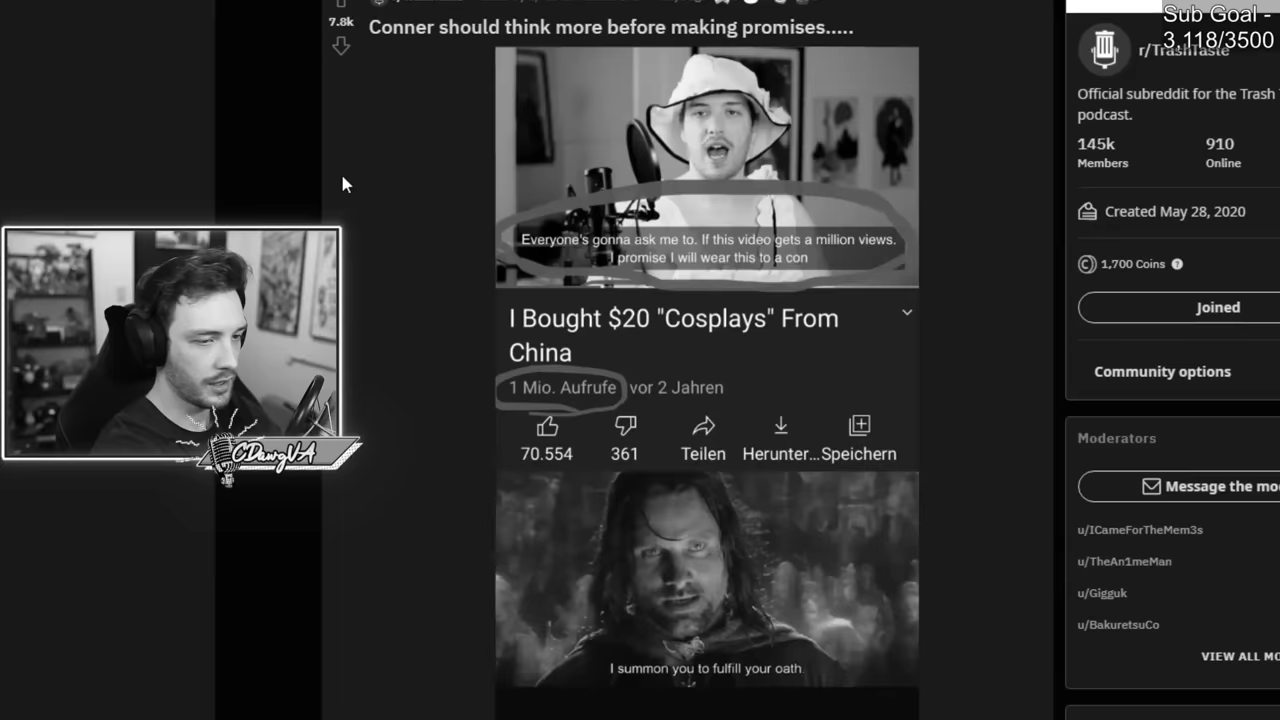 Sub Goal -
3,118/3500
7.8k
Conner should think more before making promises.....
r/TrashTaste
Official subreddit for the Trash
podcast.
145k
910
Members
Online
Created May 28, 2020
1,700 Coins
Joined
Community options
Moderators
Message the mo
u/ICameForTheMem3s
u/TheAn1meMan
u/Gigguk
u/BakuretsuCo
VIEW ALL MO
Everyone's gonna ask me to. If this video gets a million views.
I promise I will wear this to a con
I Bought $20 "Cosplays" From
China
1 Mio. Aufrufe vor 2 Jahren
70.554
361
Teilen
Herunter...
Speichern
I summon you to fulfill your oath.
CDawgVA